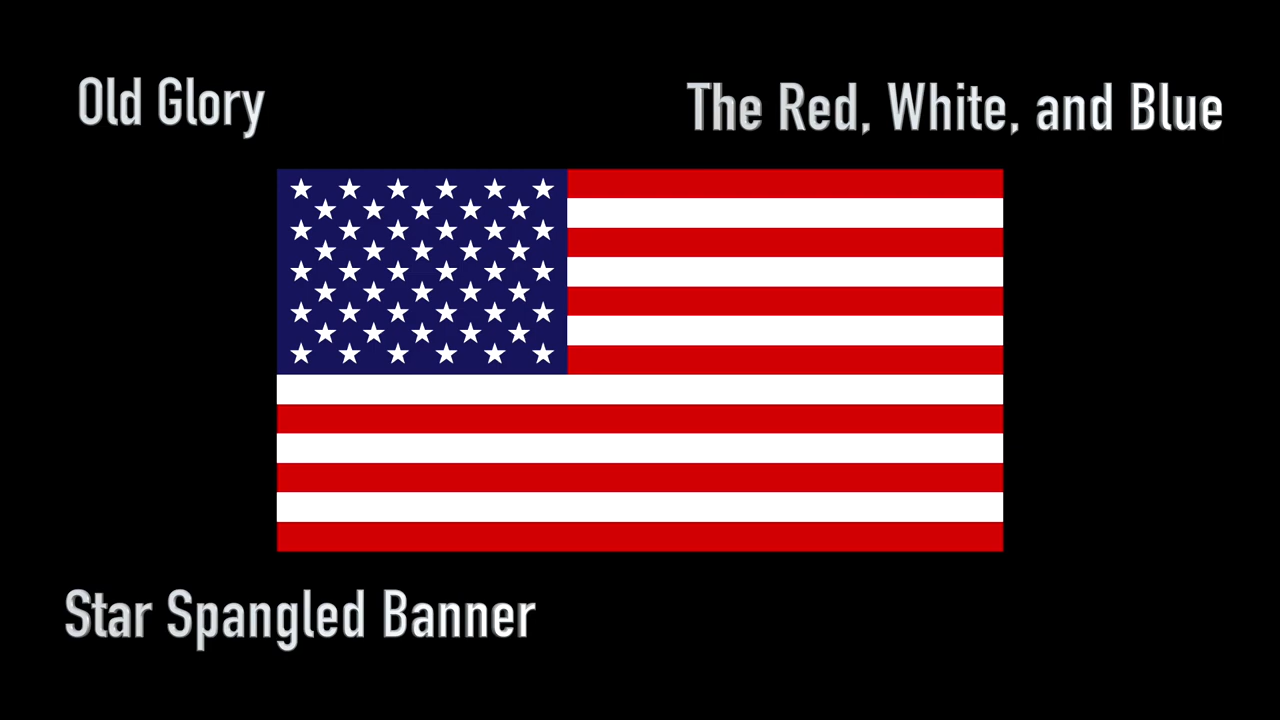 Old Glory
The Red, White, and Blue
Star Spangled Banner